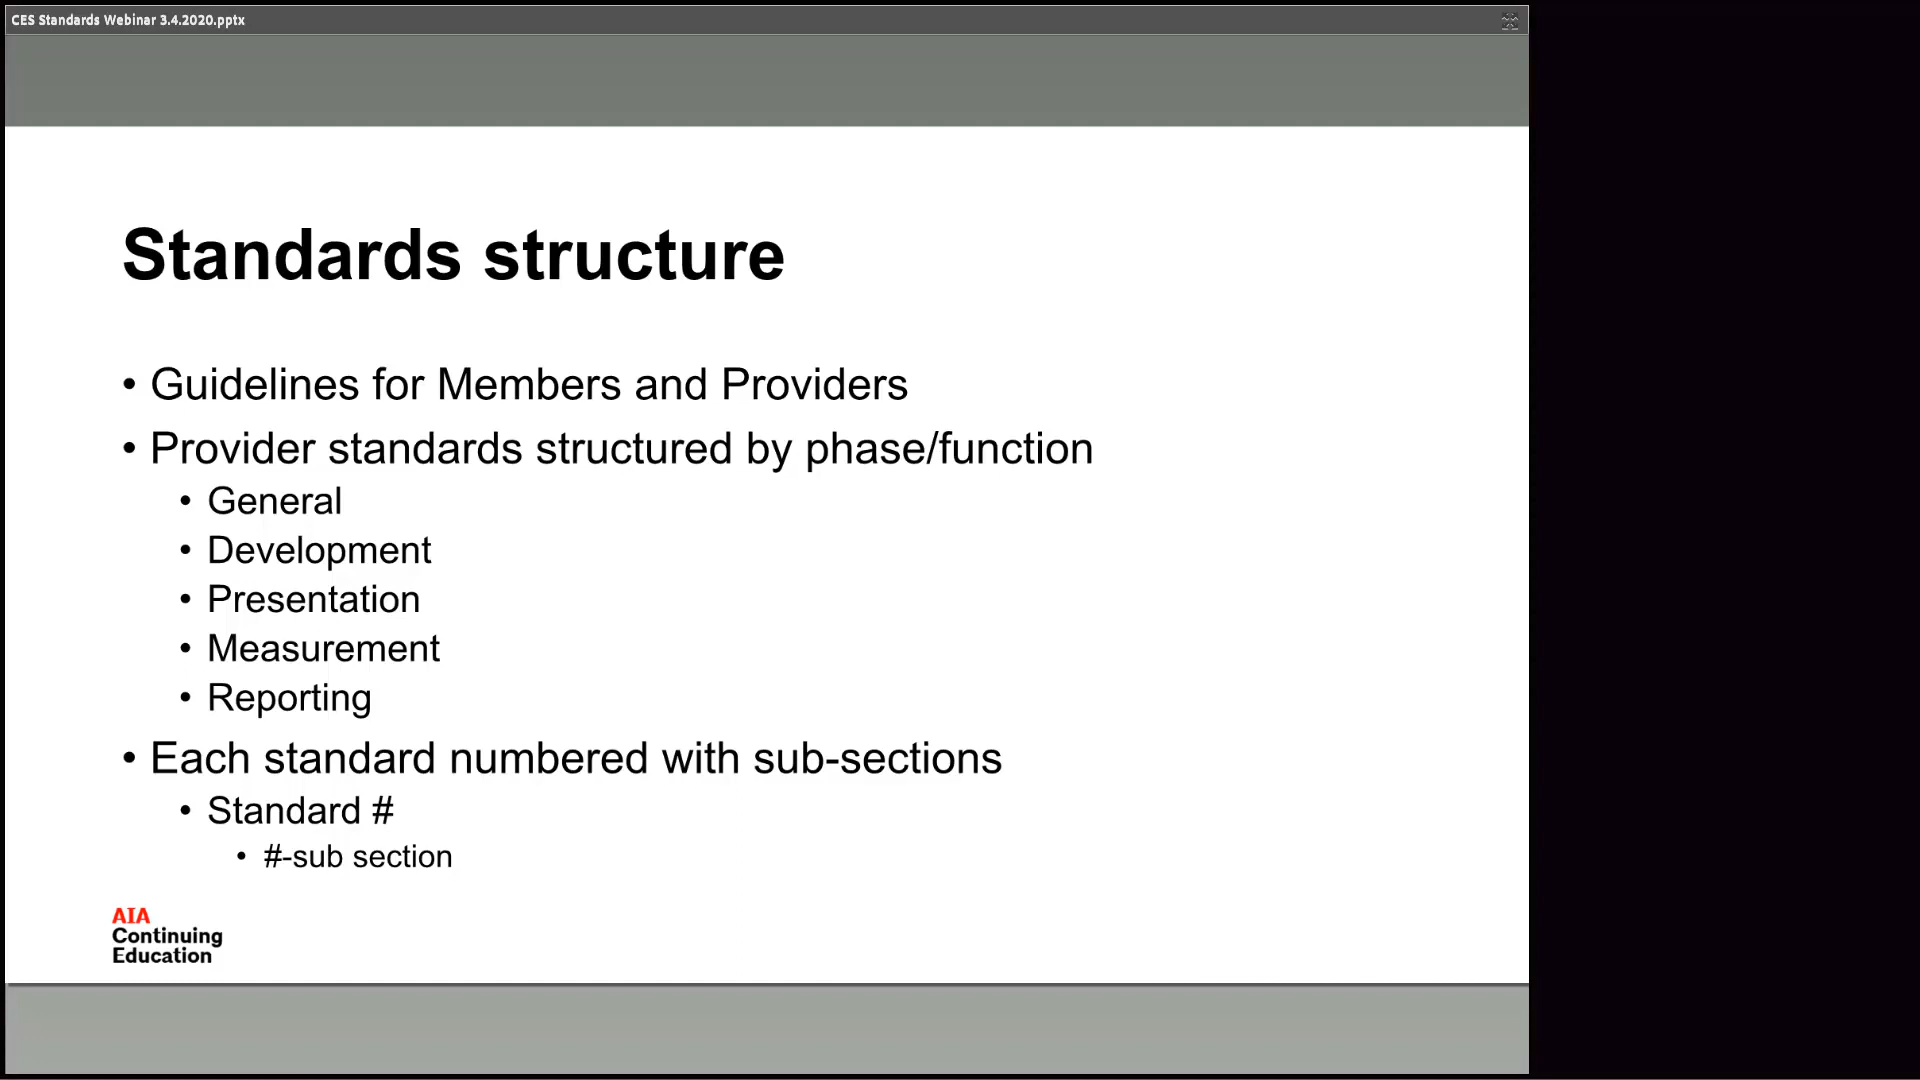 CES Standards Webinar 3.4.2020.pptx
Standards structure
• Guidelines for Members and Providers
• Provider standards structured by phase/function
• General
• Development
• Presentation
• Measurement
• Reporting
• Each standard numbered with sub-sections
• Standard #
• #-sub section
AIA
Continuing
Education